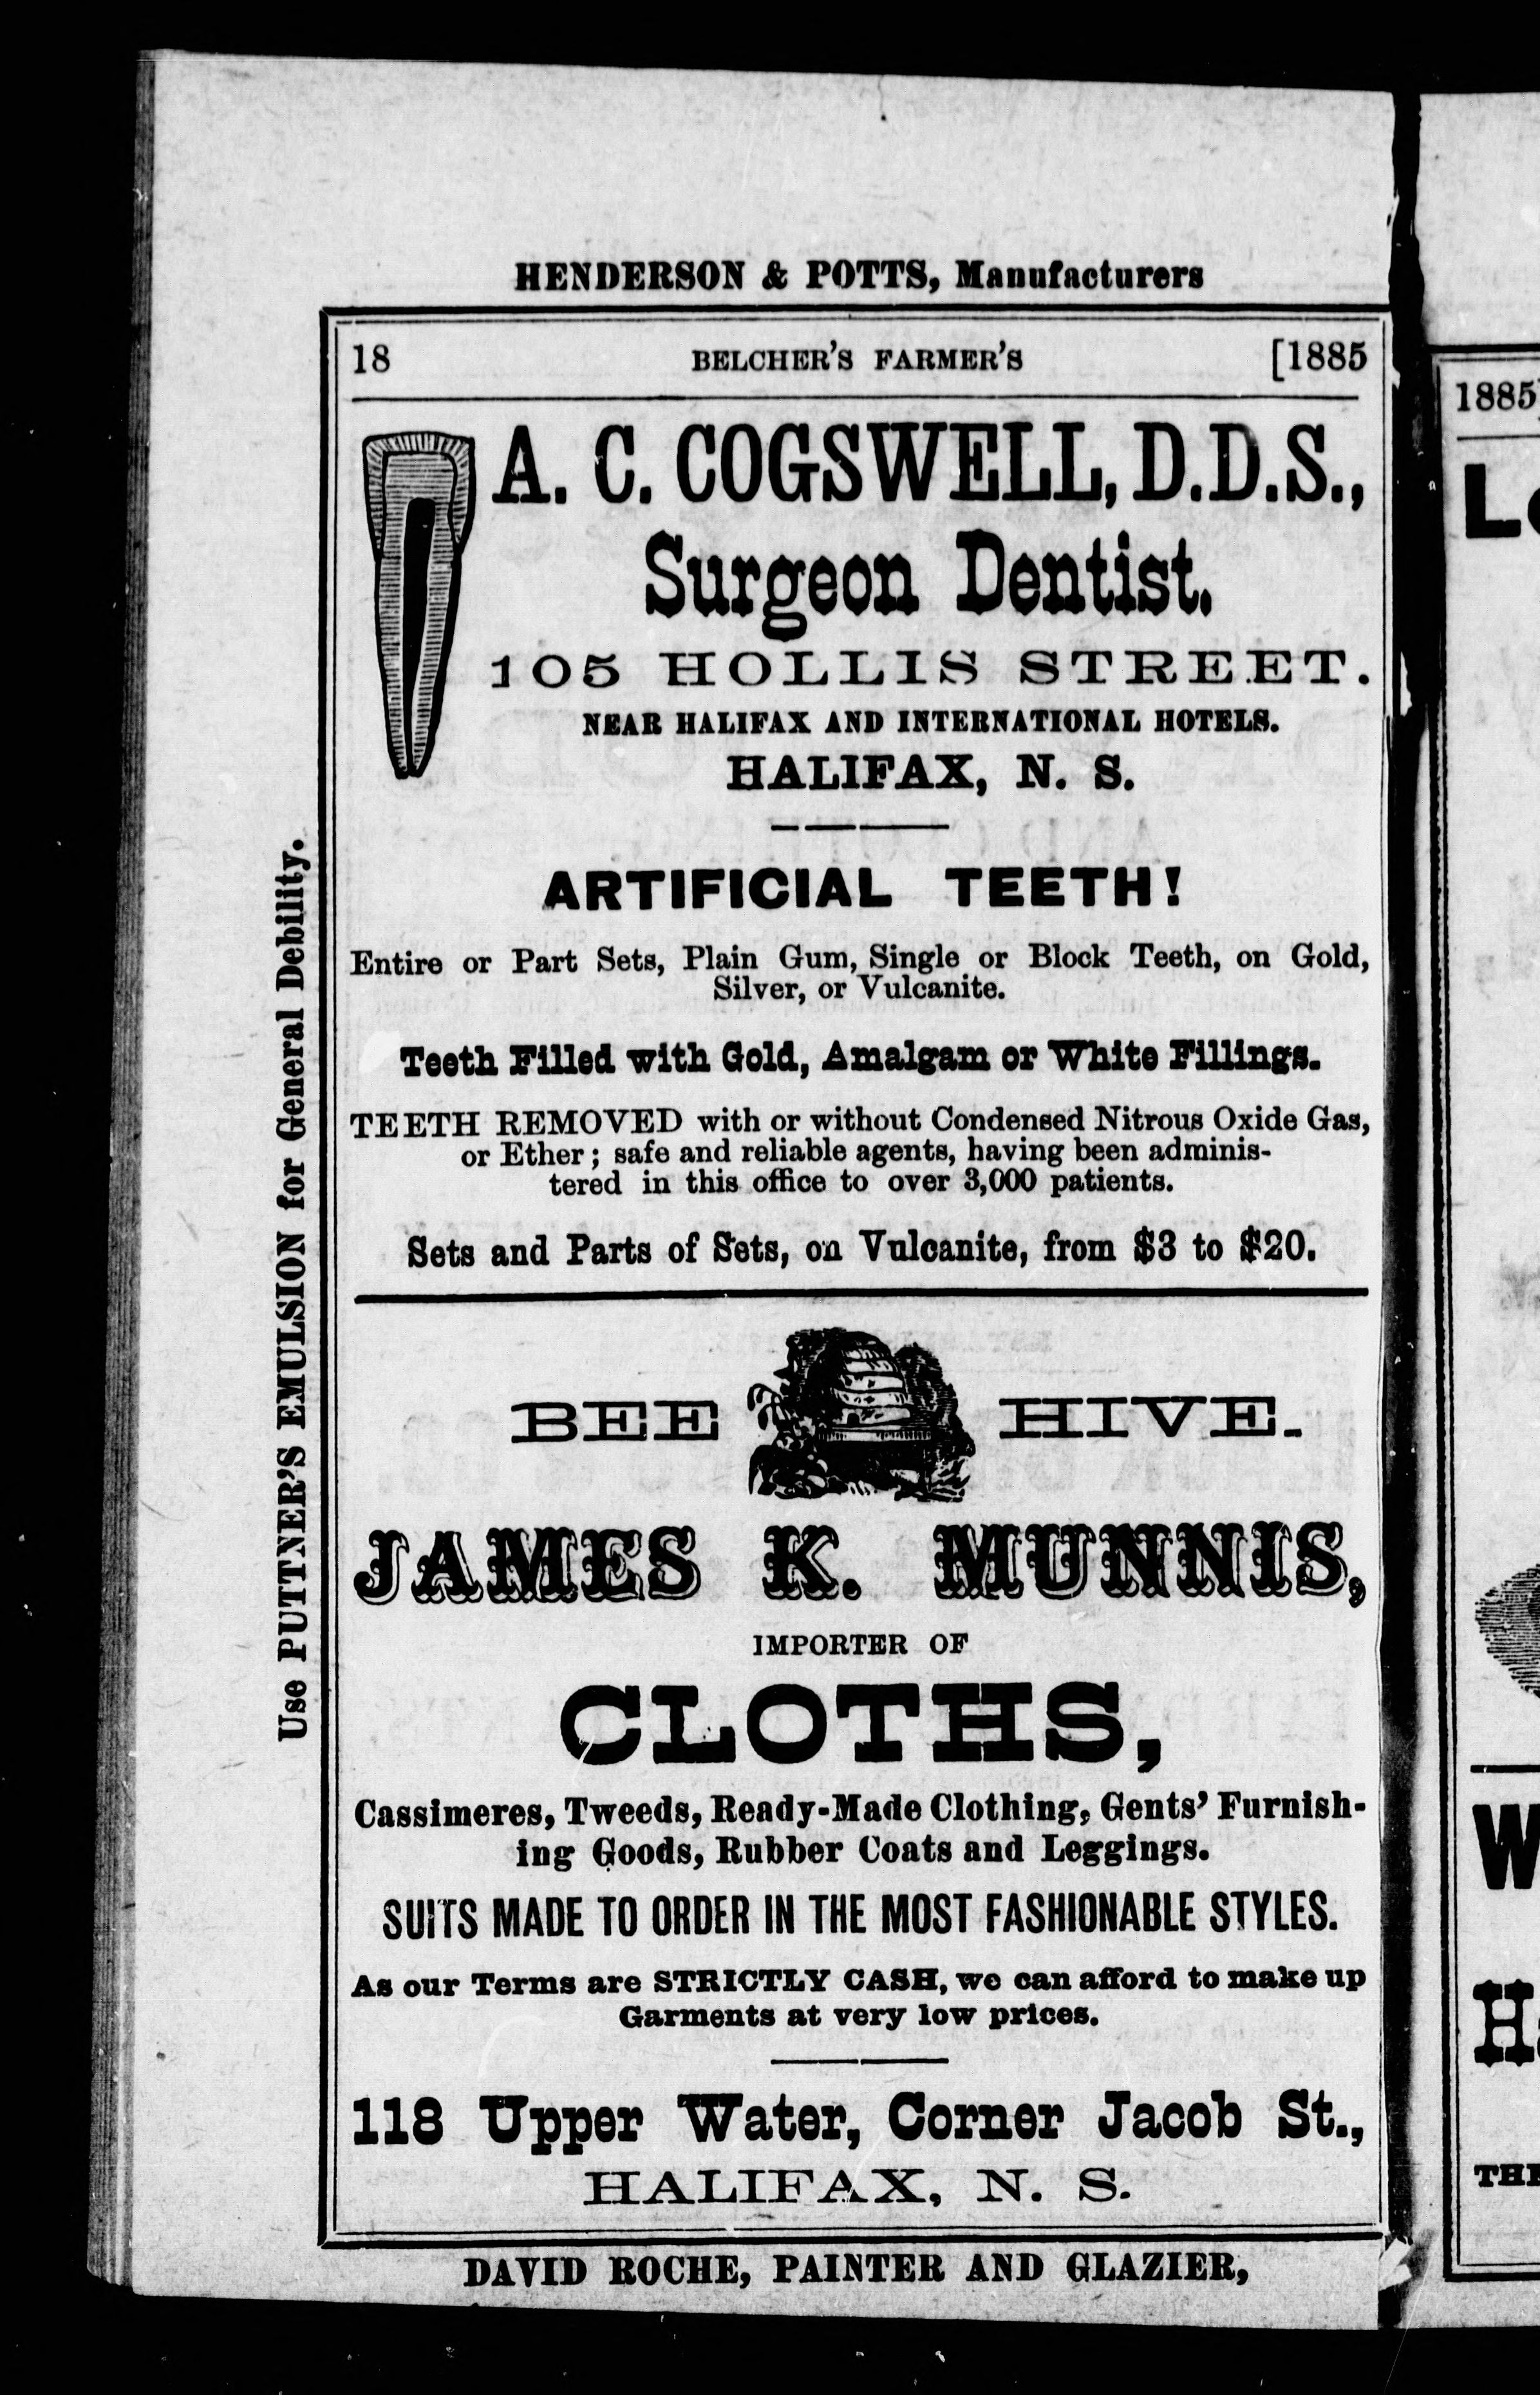 HENDERSON & POTTS, Manufacturers
18 BELCHER'S FARMER'S [1885
A. C. COGSWELL, D.D.S.,
Surgeon Dentist.
105 HOLLIS STREET.
NEAR HALIFAX AND INTERNATIONAL HOTELS.
HALIFAX, N. S.
ARTIFICIAL TEETH!
Entire or Part Sets, Plain Gum, Single or Block Teeth, on Gold,
Silver, or Vulcanite.
Teeth Filled with Gold, Amalgam or White Fillings.
TEETH REMOVED with or without Condensed Nitrous Oxide Gas,
or Ether; safe and reliable agents, having been adminis-
tered in this office to over 3,000 patients.
Sets and Parts of Sets, on Vulcanite, from $3 to $20.
BEE HIVE.
JAMES K. MUNNIS,
IMPORTER OF
CLOTHS,
Cassimeres, Tweeds, Ready-Made Clothing, Gents' Furnish-
ing Goods, Rubber Coats and Leggings.
SUITS MADE TO ORDER IN THE MOST FASHIONABLE STYLES.
As our Terms are STRICTLY CASH, we can afford to make up
Garments at very low prices.
118 Upper Water, Corner Jacob St.,
HALIFAX, N. S.
DAVID ROCHE, PAINTER AND GLAZIER,
Use PUTTNER'S EMULSION for General Debility.
1885